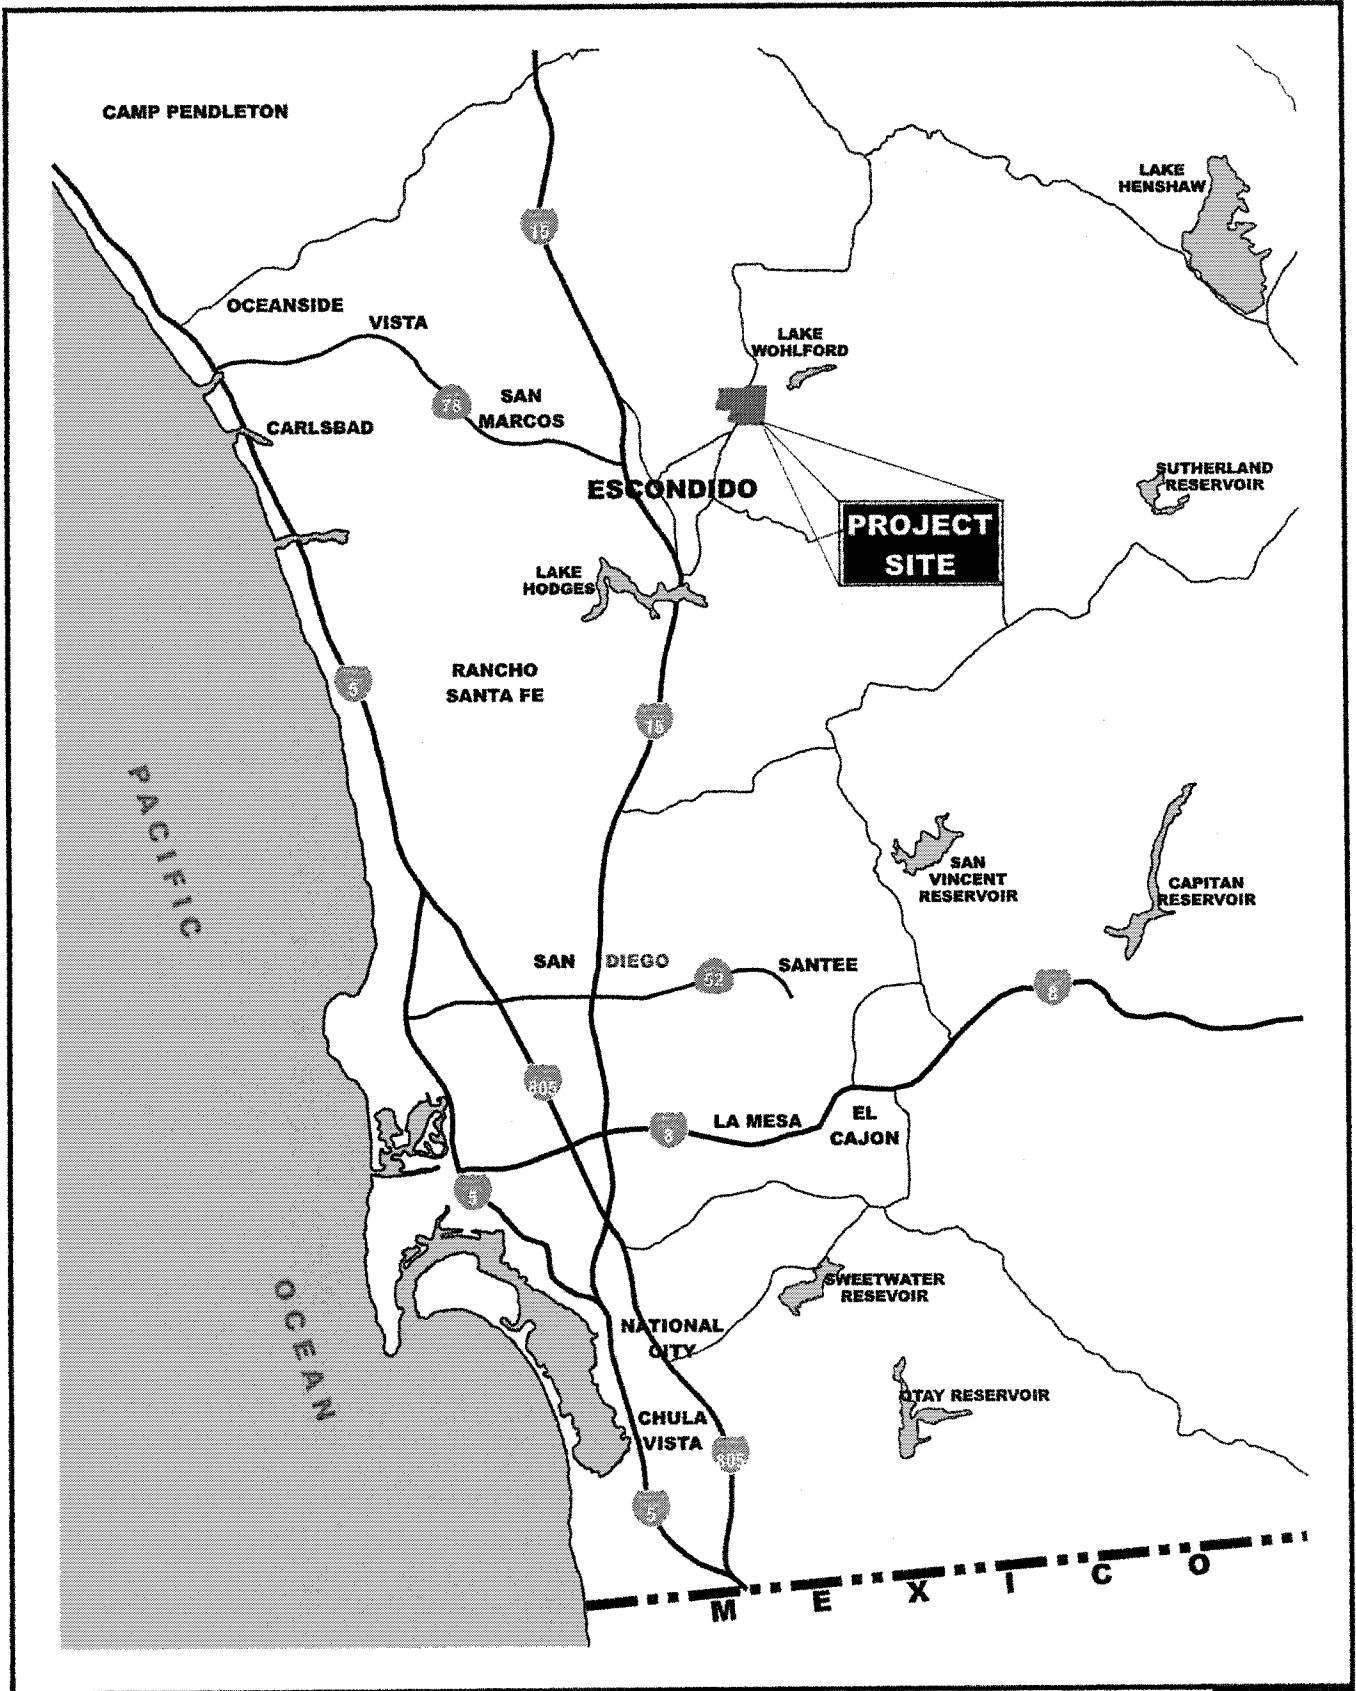 CAMP PENDLETON
LAKE
HENSHAW
15
OCEANSIDE
VISTA
LAKE
WOHLFORD
78
SAN
MARCOS
CARLSBAD
SUTHERLAND
RESERVOIR
ESCONDIDO
PROJECT
SITE
LAKE
HODGES
5
RANCHO
SANTA FE
15
PACIFIC
SAN
VINCENT
RESERVOIR
CAPITAN
RESERVOIR
SAN DIEGO
52
SANTEE
8
805
8
LA MESA
EL
CAJON
5
OCEAN
SWEETWATER
RESEVOIR
NATIONAL
CITY
OTAY RESERVOIR
CHULA
VISTA
805
5
MEXICO